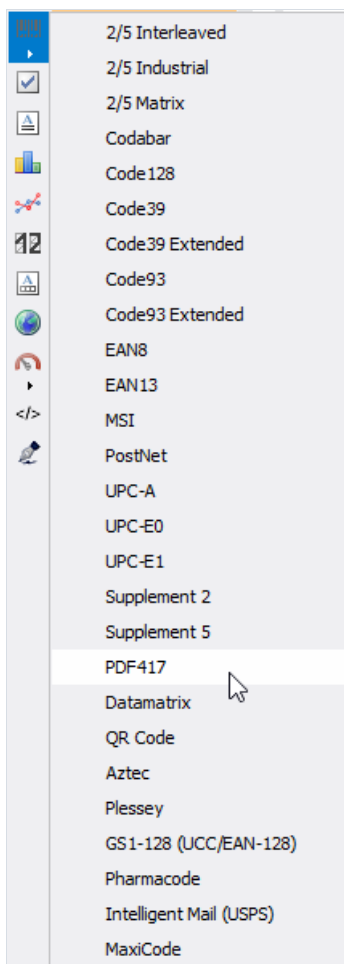 2/5 Interleaved
2/5 Industrial
2/5 Matrix
Codabar
Code128
Code39
Code39 Extended
Code93
Code93 Extended
EAN8
EAN13
MSI
PostNet
UPC-A
UPC-E0
UPC-E1
Supplement 2
Supplement 5
PDF417
Datamatrix
QR Code
Aztec
Plessey
GS1-128 (UCC/EAN-128)
Pharmacode
Intelligent Mail (USPS)
MaxiCode
A
12
A
</>